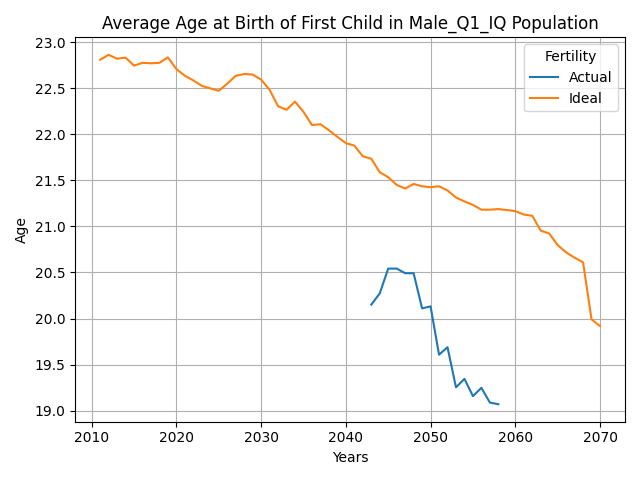 Average Age at Birth of First Child in Male_Q1_IQ Population
23.0
22.5
22.0
21.5
21.0
20.5
20.0
19.5
19.0
Age
Fertility
Actual
Ideal
2010 2020 2030 2040 2050 2060 2070
Years